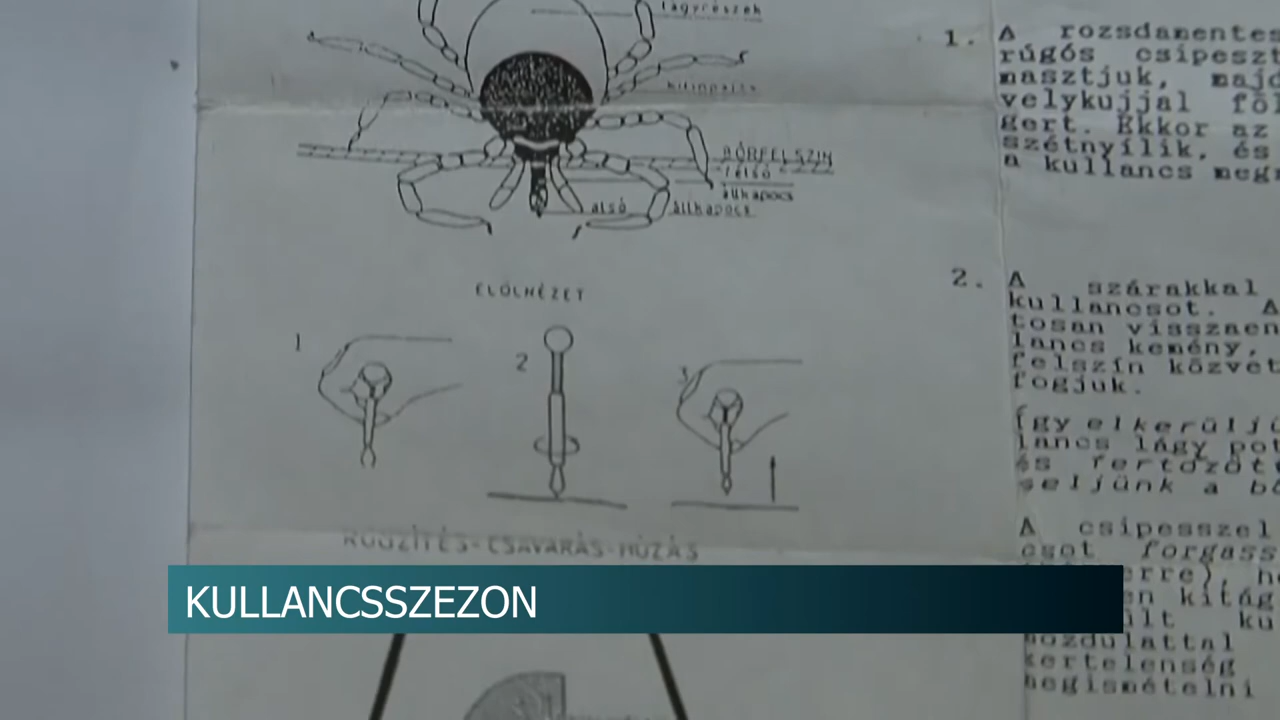 lágyrészek
BŐRFELSZÍN
felső
állkapocs
alsó állkapocs
ELÖLNÉZET
1
2
3
RÖGZÍTÉS-CSAVARÁS-HÚZÁS
KULLANCSSZEZON
1. A rozsdamentes
rúgós csipeszt
masztjuk, majd
velykujjal föl
gert. Ekkor az
szétnyílik, és
a kullancs meg
2. A szárakkal
kullancsot. A
tosan visszaen
lancs kemény,
felszín közvet
fogjuk.
Így elkerülj
lancs lágy pot
és fertőzöt
seljünk a bő
A csipesszel
csot forgass
erre), h
en kitág
últ ku
mozdulattal
kertelenség
megismételni